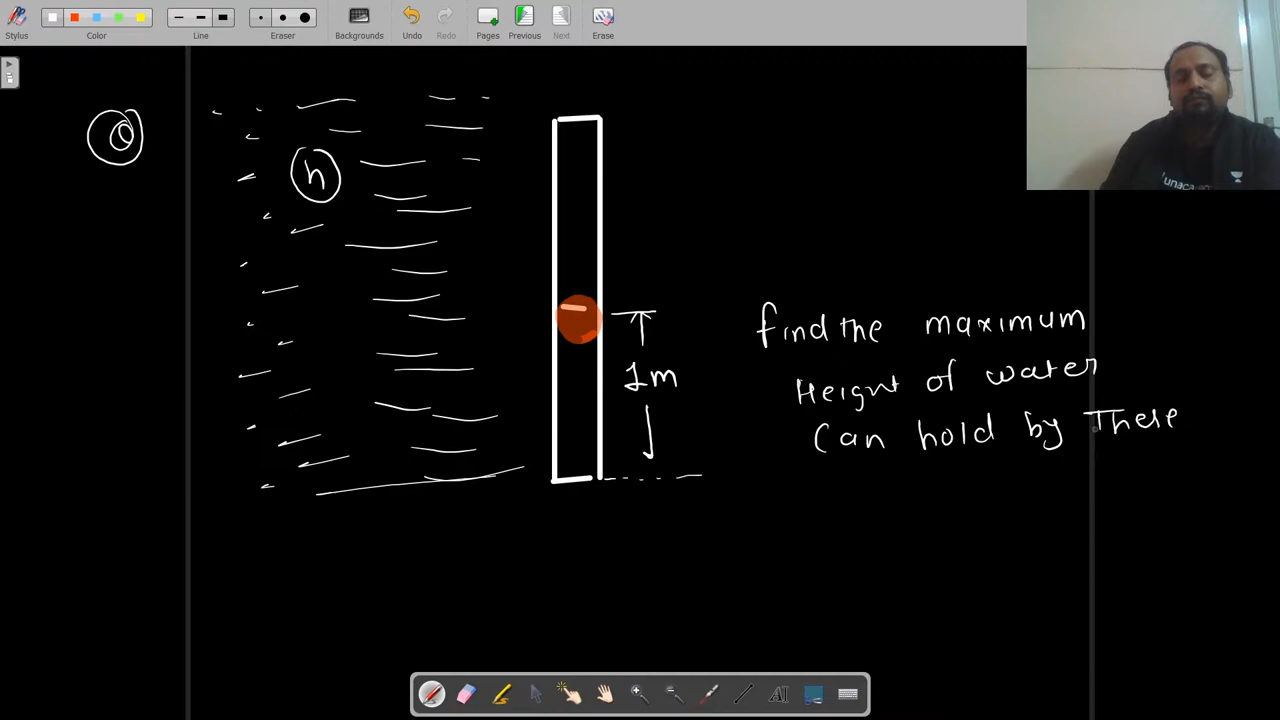 Stylus
Color
Line
Eraser
Backgrounds
Undo
Redo
Pages
Previous
Next
Erase
h
1m
find the maximum
Height of water
Can hold by There
AI